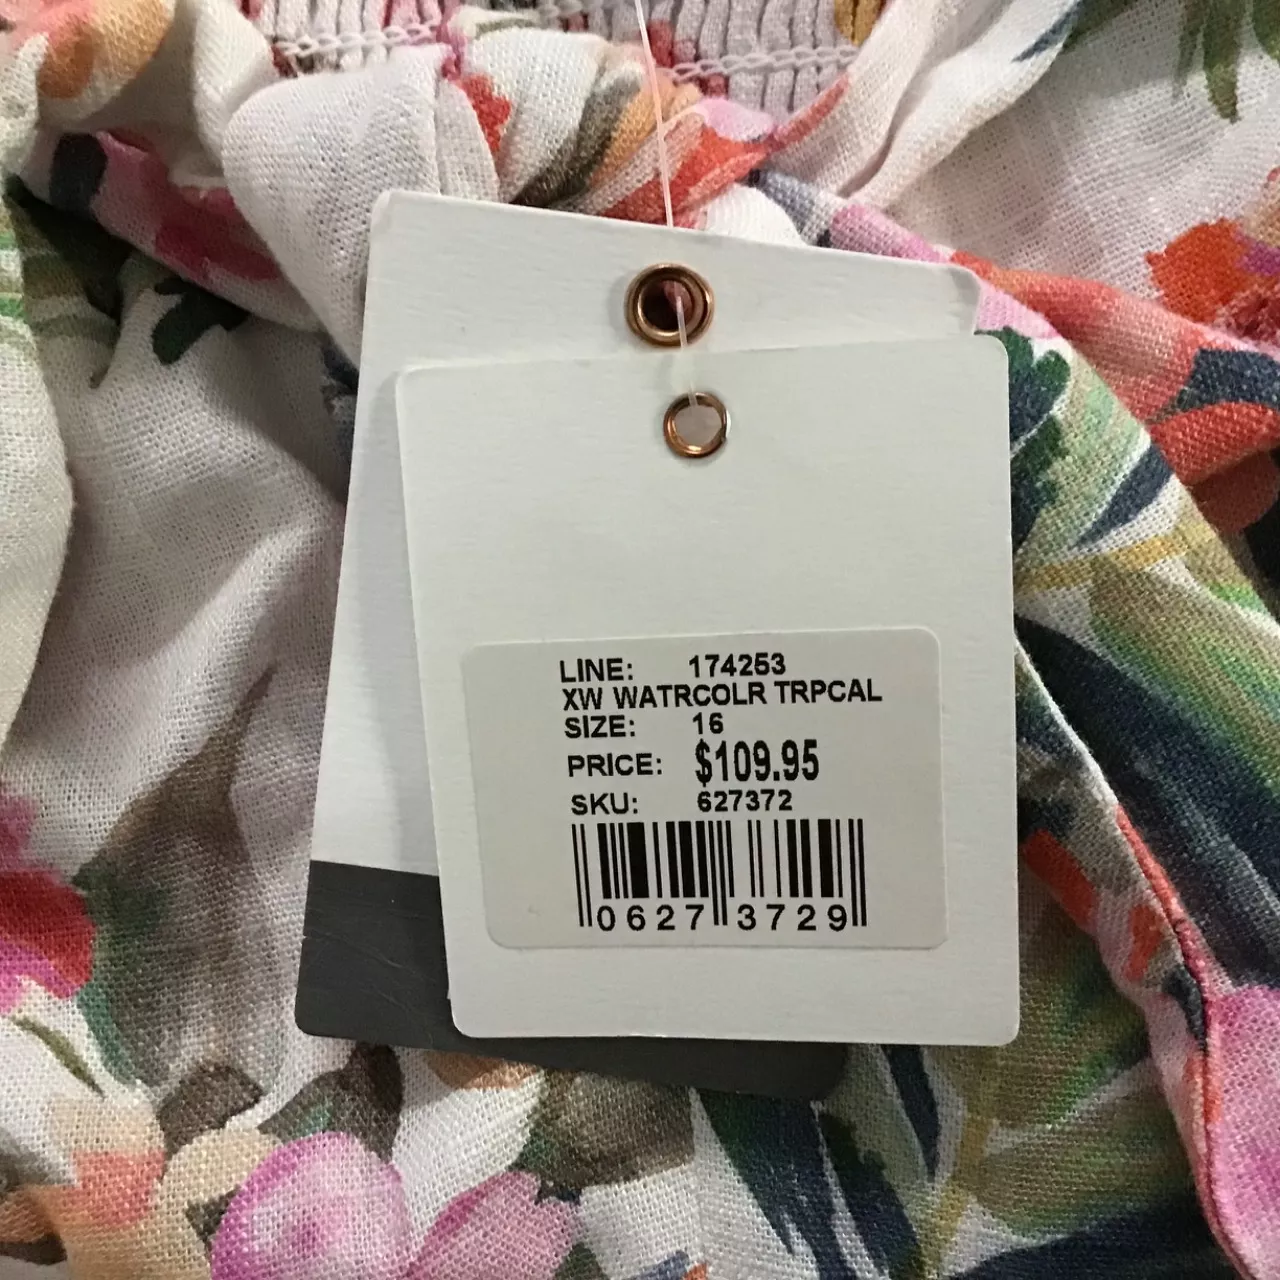 LINE: 174253
XW WATRCOLR TRPCAL
SIZE: 16
PRICE: $109.95
SKU: 627372
0627 3729